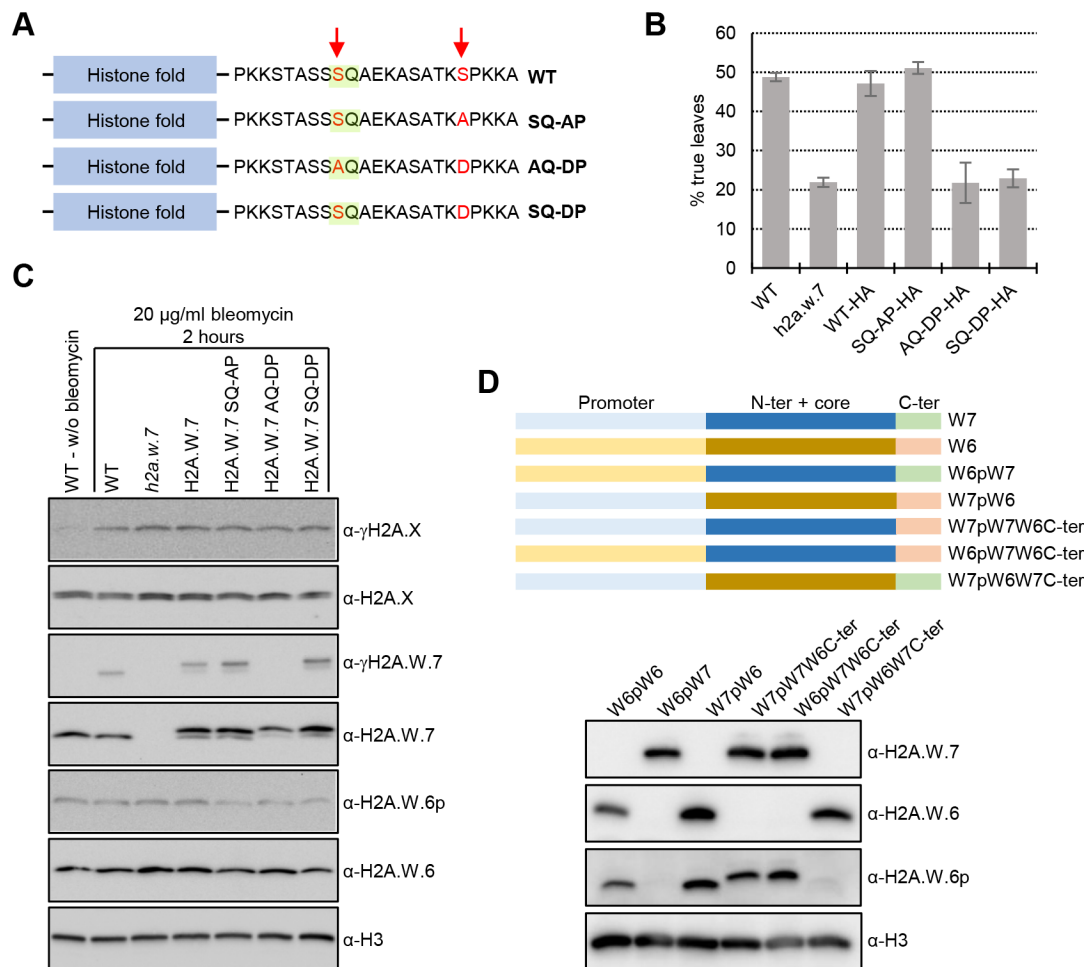 A
Histone fold
PKKSTASSSQAEKASATKSPKKA WT
Histone fold
PKKSTASSSQAEKASATKAPKKA SQ-AP
Histone fold
PKKSTASSAQAEKASATKDPKKA AQ-DP
Histone fold
PKKSTASSSQAEKASATKDPKKA SQ-DP
B
% true leaves
60
50
40
30
20
10
0
WT
h2a.w.7
WT-HA
SQ-AP-HA
AQ-DP-HA
SQ-DP-HA
C
20 µg/ml bleomycin
2 hours
WT - w/o bleomycin
WT
h2a.w.7
H2A.W.7
H2A.W.7 SQ-AP
H2A.W.7 AQ-DP
H2A.W.7 SQ-DP
α-γH2A.X
α-H2A.X
α-γH2A.W.7
α-H2A.W.7
α-H2A.W.6p
α-H2A.W.6
α-H3
D
Promoter N-ter + core C-ter
W7
W6
W6pW7
W7pW6
W7pW7W6C-ter
W6pW7W6C-ter
W7pW6W7C-ter
W6pW6
W6pW7
W7pW6
W7pW7W6C-ter
W6pW7W6C-ter
W7pW6W7C-ter
α-H2A.W.7
α-H2A.W.6
α-H2A.W.6p
α-H3